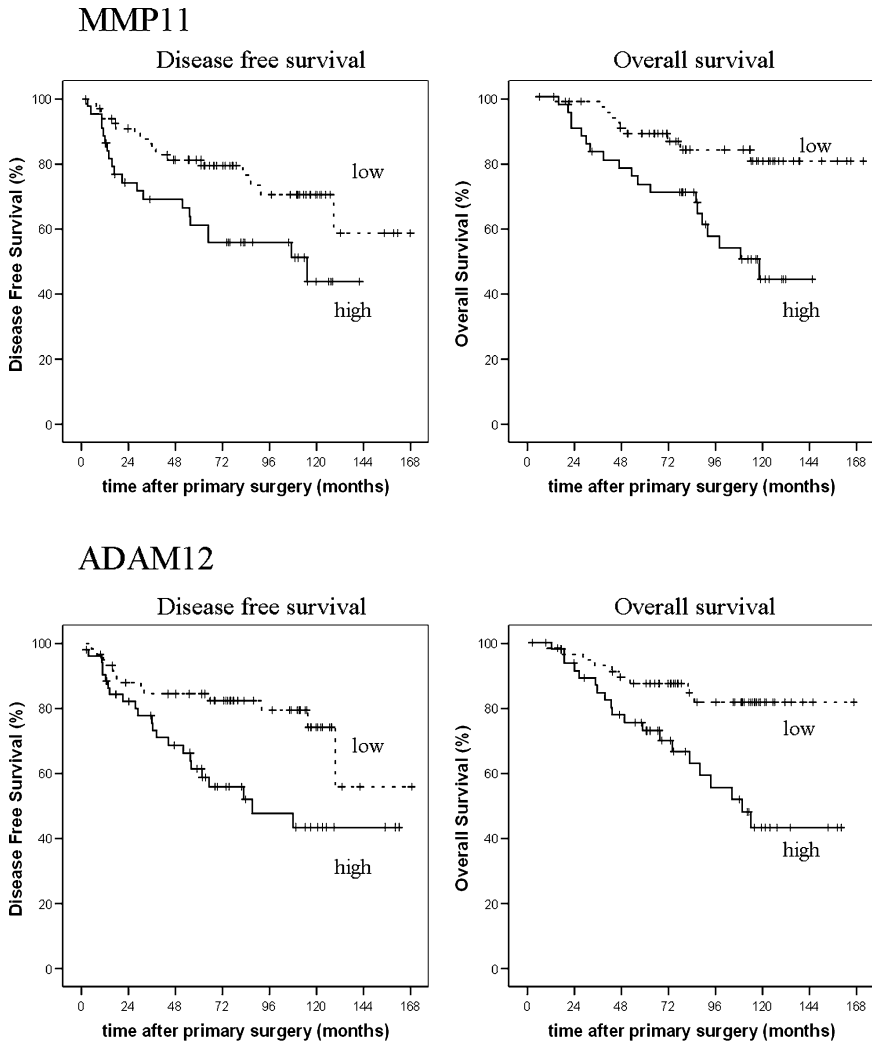 MMP11
Disease free survival
Overall survival
Disease Free Survival (%)
100
80
60
40
20
0
low
high
0 24 48 72 96 120 144 168
time after primary surgery (months)
Overall Survival (%)
100
80
60
40
20
0
low
high
0 24 48 72 96 120 144 168
time after primary surgery (months)
ADAM12
Disease free survival
Overall survival
Disease Free Survival (%)
100
80
60
40
20
0
low
high
0 24 48 72 96 120 144 168
time after primary surgery (months)
Overall Survival (%)
100
80
60
40
20
0
low
high
0 24 48 72 96 120 144 168
time after primary surgery (months)